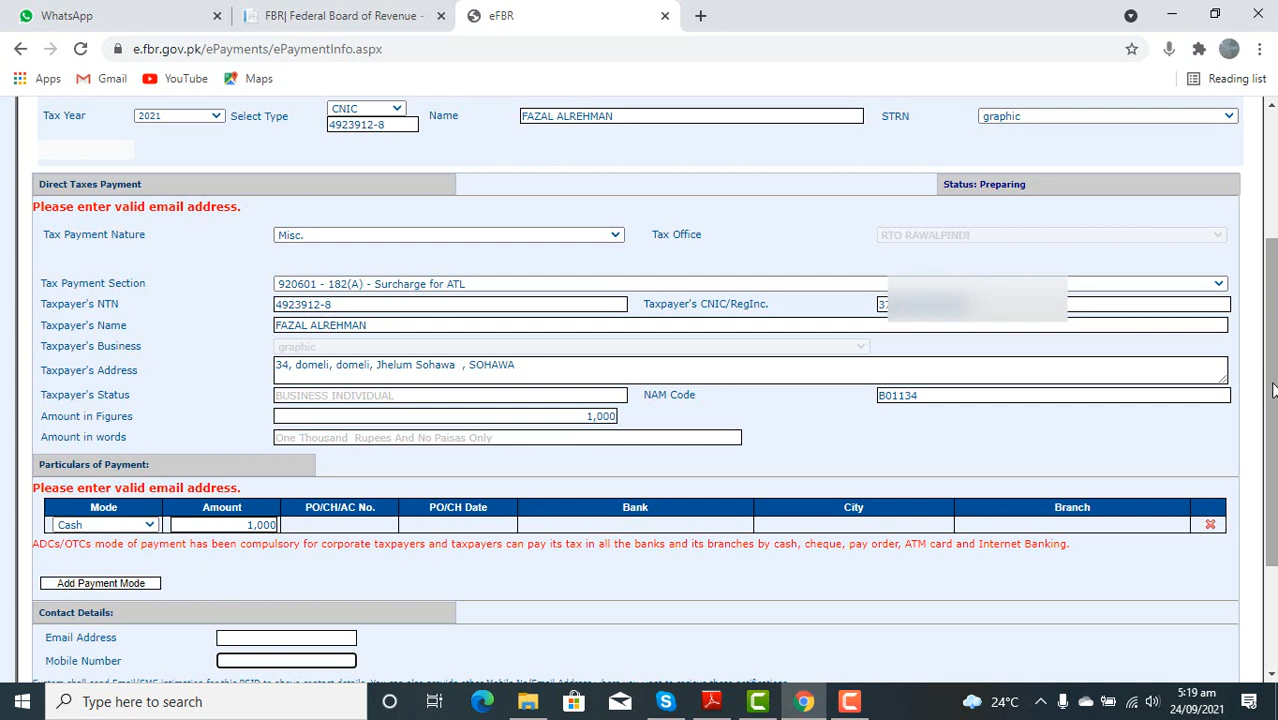 WhatsApp
FBR| Federal Board of Revenue -
eFBR
e.fbr.gov.pk/ePayments/ePaymentInfo.aspx
Apps Gmail YouTube Maps Reading list
CNIC
Tax Year 2021 Select Type Name FAZAL ALREHMAN STRN graphic
4923912-8
Direct Taxes Payment Status: Preparing
Please enter valid email address.
Tax Payment Nature Misc. Tax Office RTO RAWALPINDI
Tax Payment Section 920601 - 182(A) - Surcharge for ATL
Taxpayer's NTN 4923912-8 Taxpayer's CNIC/RegInc. 37
Taxpayer's Name FAZAL ALREHMAN
Taxpayer's Business graphic
Taxpayer's Address 34, domeli, domeli, Jhelum Sohawa , SOHAWA
Taxpayer's Status BUSINESS INDIVIDUAL NAM Code B01134
Amount in Figures 1,000
Amount in words One Thousand Rupees And No Paisas Only
Particulars of Payment:
Please enter valid email address.
Mode Amount PO/CH/AC No. PO/CH Date Bank City Branch
Cash 1,000
ADCs/OTCs mode of payment has been compulsory for corporate taxpayers and taxpayers can pay its tax in all the banks and its branches by cash, cheque, pay order, ATM card and Internet Banking.
Add Payment Mode
Contact Details:
Email Address
Mobile Number
Type here to search
24°C
5:19 am
24/09/2021